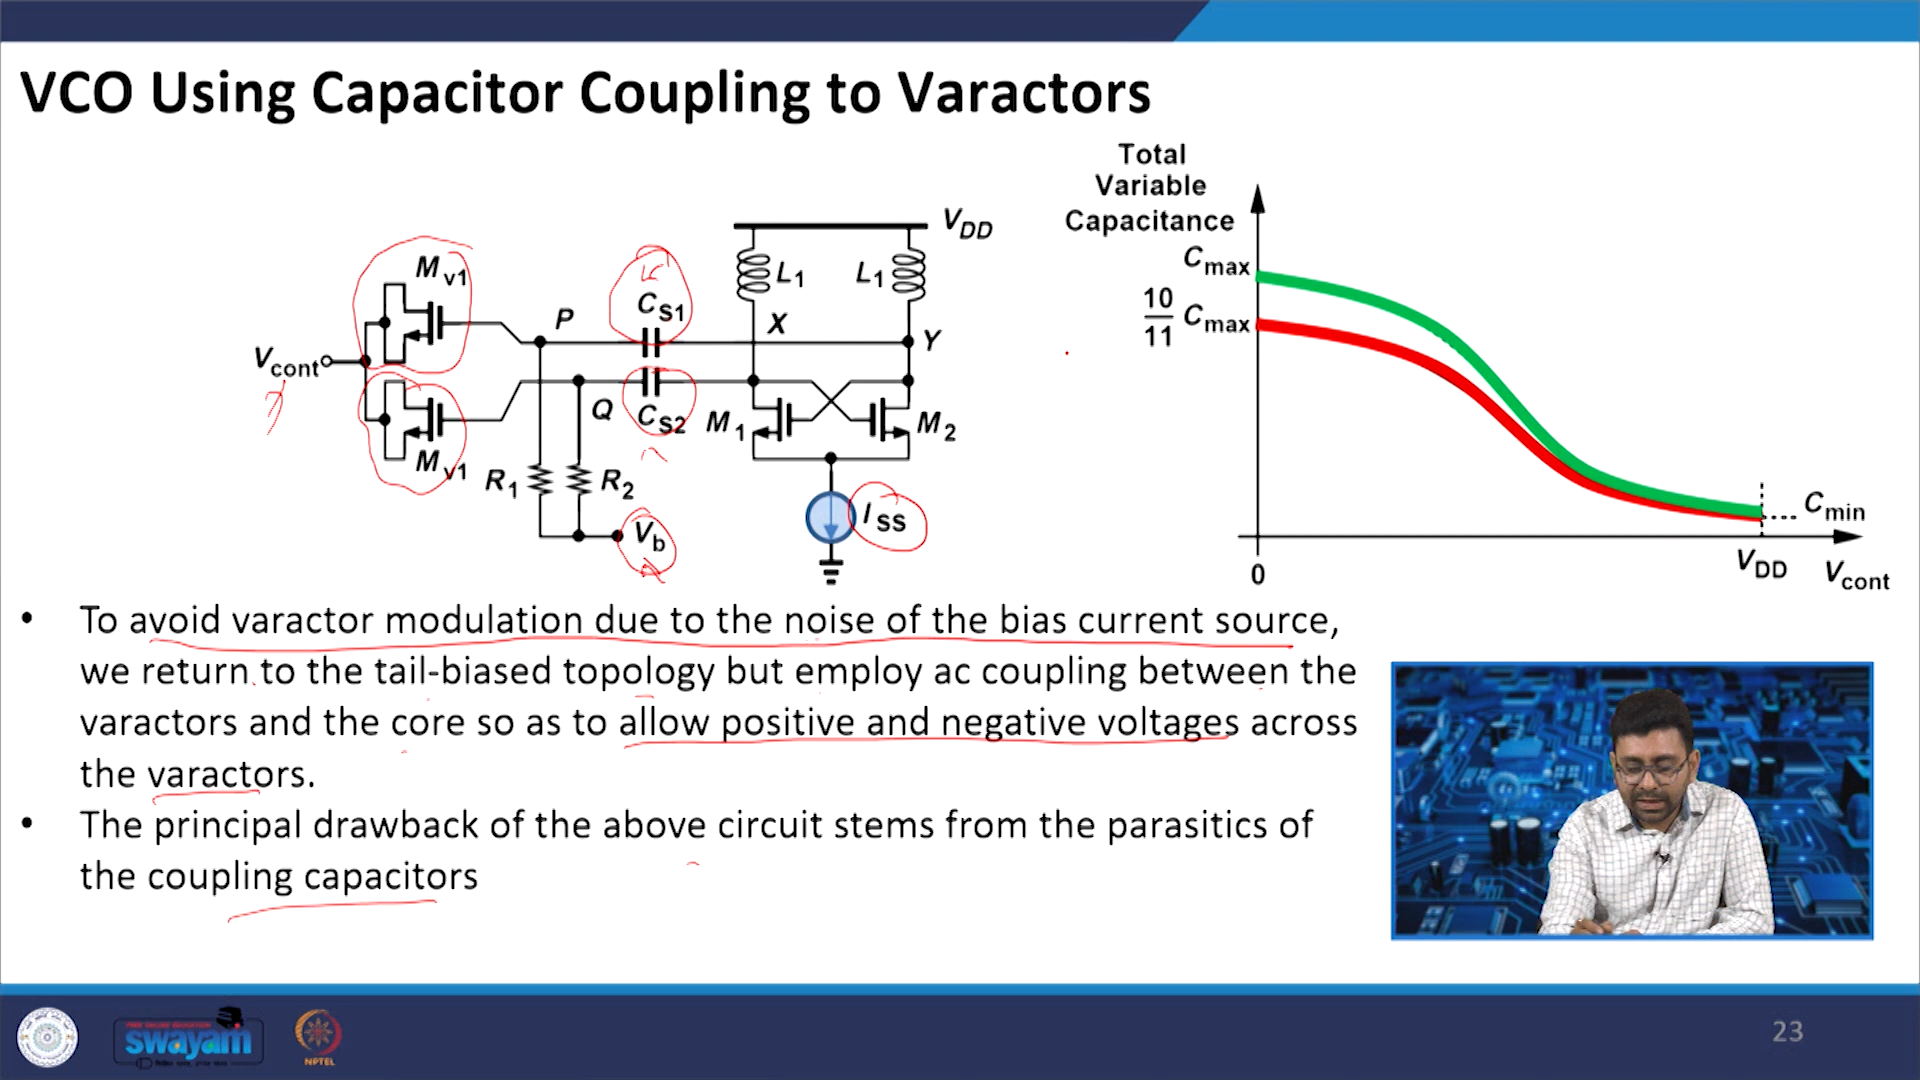 VCO Using Capacitor Coupling to Varactors
Total
Variable
Capacitance
Cmax
10/11 Cmax
Cmin
0
VDD
Vcont
VDD
L1
L1
Mv1
CS1
P
X
Y
Vcont
Q
CS2
M1
M2
Mv1
R1
R2
ISS
Vb
• To avoid varactor modulation due to the noise of the bias current source,
we return to the tail-biased topology but employ ac coupling between the
varactors and the core so as to allow positive and negative voltages across
the varactors.
• The principal drawback of the above circuit stems from the parasitics of
the coupling capacitors
FREE ONLINE EDUCATION
swayam
NPTEL
23